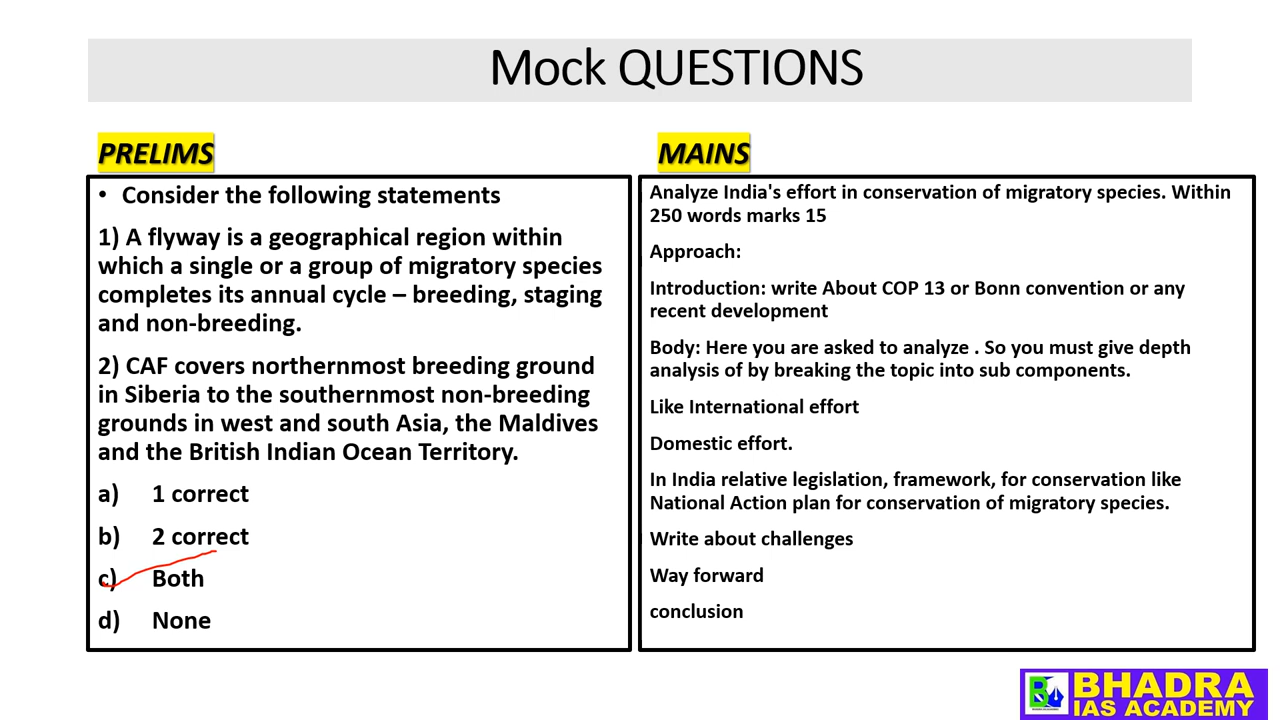 Mock QUESTIONS
PRELIMS
• Consider the following statements
1) A flyway is a geographical region within
which a single or a group of migratory species
completes its annual cycle – breeding, staging
and non-breeding.
2) CAF covers northernmost breeding ground
in Siberia to the southernmost non-breeding
grounds in west and south Asia, the Maldives
and the British Indian Ocean Territory.
a) 1 correct
b) 2 correct
c) Both
d) None
MAINS
Analyze India's effort in conservation of migratory species. Within
250 words marks 15
Approach:
Introduction: write About COP 13 or Bonn convention or any
recent development
Body: Here you are asked to analyze . So you must give depth
analysis of by breaking the topic into sub components.
Like International effort
Domestic effort.
In India relative legislation, framework, for conservation like
National Action plan for conservation of migratory species.
Write about challenges
Way forward
conclusion
BHADRA
IAS ACADEMY